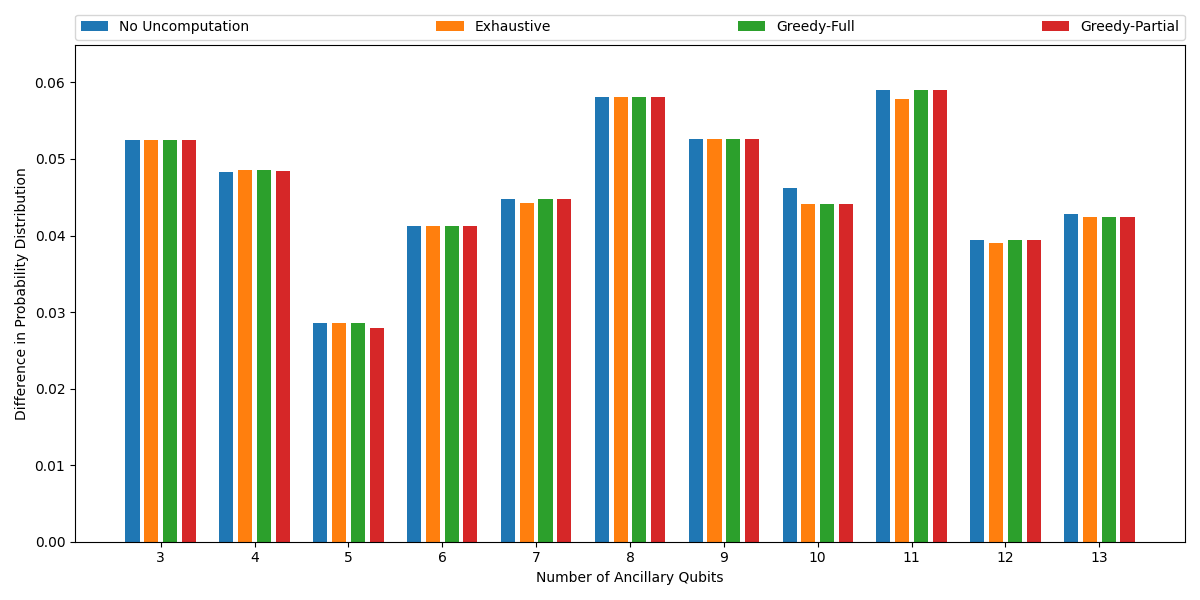 No Uncomputation Exhaustive Greedy-Full Greedy-Partial
Difference in Probability Distribution
0.06
0.05
0.04
0.03
0.02
0.01
0.00
3 4 5 6 7 8 9 10 11 12 13
Number of Ancillary Qubits